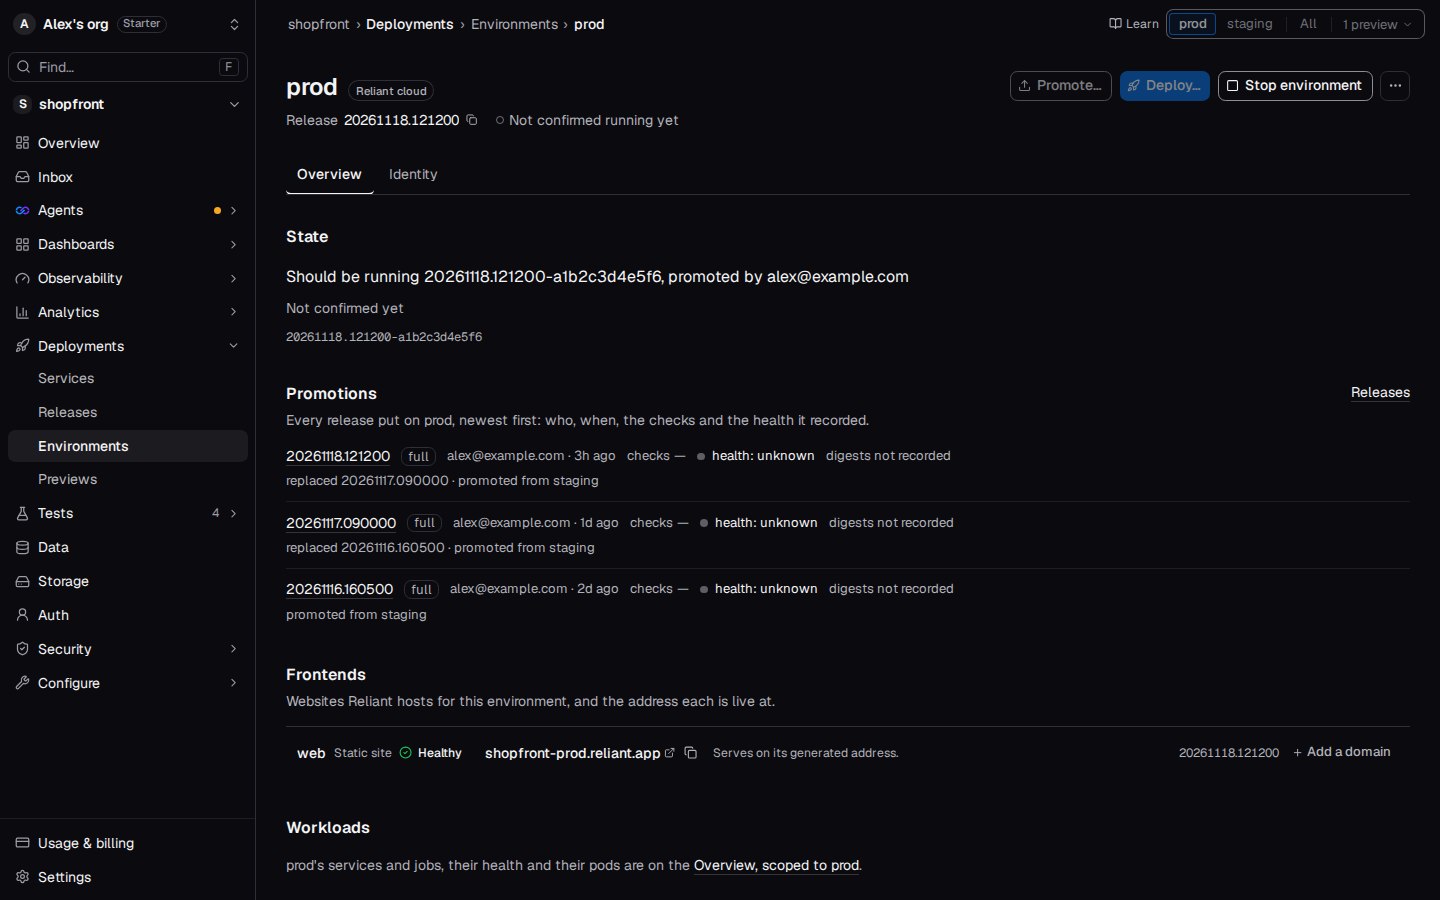 A Alex's org Starter
Find... F
S shopfront
Overview
Inbox
Agents
Dashboards
Observability
Analytics
Deployments
Services
Releases
Environments
Previews
Tests 4
Data
Storage
Auth
Security
Configure
Usage & billing
Settings
shopfront › Deployments › Environments › prod
Learn prod staging All 1 preview
prod Reliant cloud
Promote... Deploy... Stop environment ...
Release 20261118.121200 Not confirmed running yet
Overview Identity
State
Should be running 20261118.121200-a1b2c3d4e5f6, promoted by alex@example.com
Not confirmed yet
20261118.121200-a1b2c3d4e5f6
Promotions Releases
Every release put on prod, newest first: who, when, the checks and the health it recorded.
20261118.121200 full alex@example.com · 3h ago checks — health: unknown digests not recorded
replaced 20261117.090000 · promoted from staging
20261117.090000 full alex@example.com · 1d ago checks — health: unknown digests not recorded
replaced 20261116.160500 · promoted from staging
20261116.160500 full alex@example.com · 2d ago checks — health: unknown digests not recorded
promoted from staging
Frontends
Websites Reliant hosts for this environment, and the address each is live at.
web Static site Healthy shopfront-prod.reliant.app Serves on its generated address. 20261118.121200 + Add a domain
Workloads
prod's services and jobs, their health and their pods are on the Overview, scoped to prod.